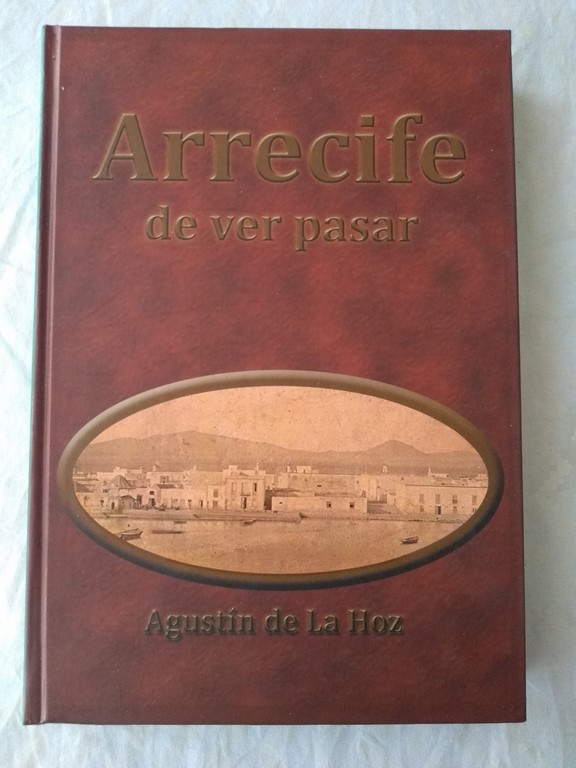 Arrecife
de ver pasar
Agustín de La Hoz